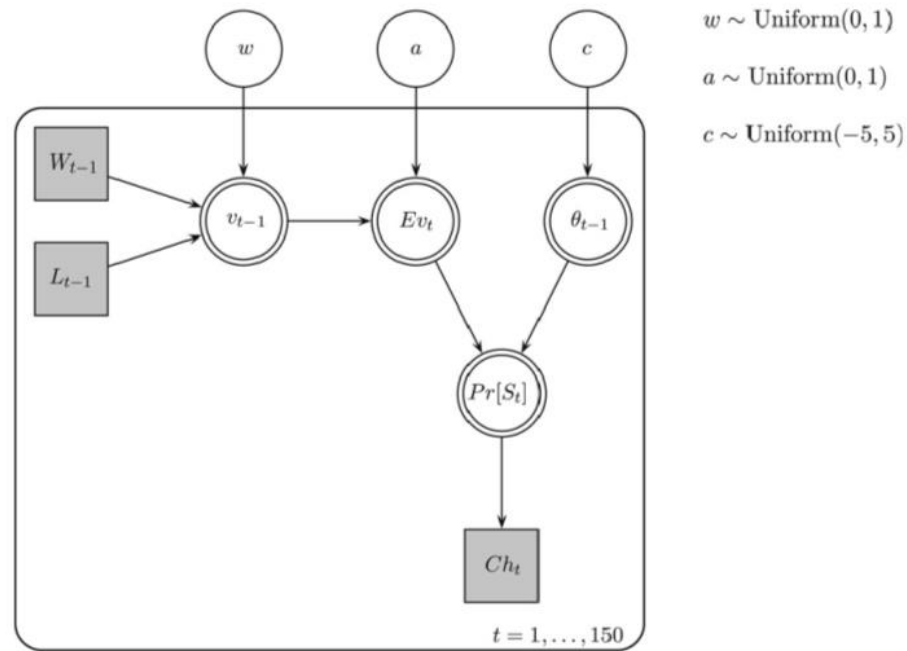 w
a
c
w ∼ Uniform(0, 1)
a ∼ Uniform(0, 1)
c ∼ Uniform(−5, 5)
W_{t−1}
v_{t−1}
Ev_t
θ_{t−1}
L_{t−1}
Pr[S_t]
Ch_t
t = 1, . . . , 150